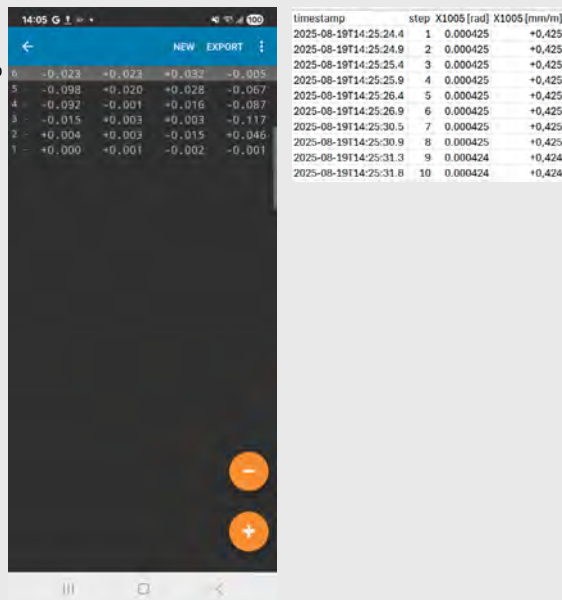 14:05 G 100
NEW EXPORT
6 -0.023 +0.023 +0.032 -0.005
5 -0.098 +0.020 +0.028 -0.067
4 - -0.092 -0.001 +0.016 -0.087
3 - -0.015 +0.003 +0.003 -0.117
2 - +0.004 +0.003 -0.015 +0.046
1 - +0.000 +0.001 -0.002 -0.001
timestamp step X1005 [rad] X1005 [mm/m]
2025-08-19T14:25:24.4 1 0.000425 +0,425
2025-08-19T14:25:24.9 2 0.000425 +0,425
2025-08-19T14:25:25.4 3 0.000425 +0,425
2025-08-19T14:25:25.9 4 0.000425 +0,425
2025-08-19T14:25:26.4 5 0.000425 +0,425
2025-08-19T14:25:26.9 6 0.000425 +0,425
2025-08-19T14:25:30.5 7 0.000425 +0,425
2025-08-19T14:25:30.9 8 0.000425 +0,425
2025-08-19T14:25:31.3 9 0.000424 +0,424
2025-08-19T14:25:31.8 10 0.000424 +0,424